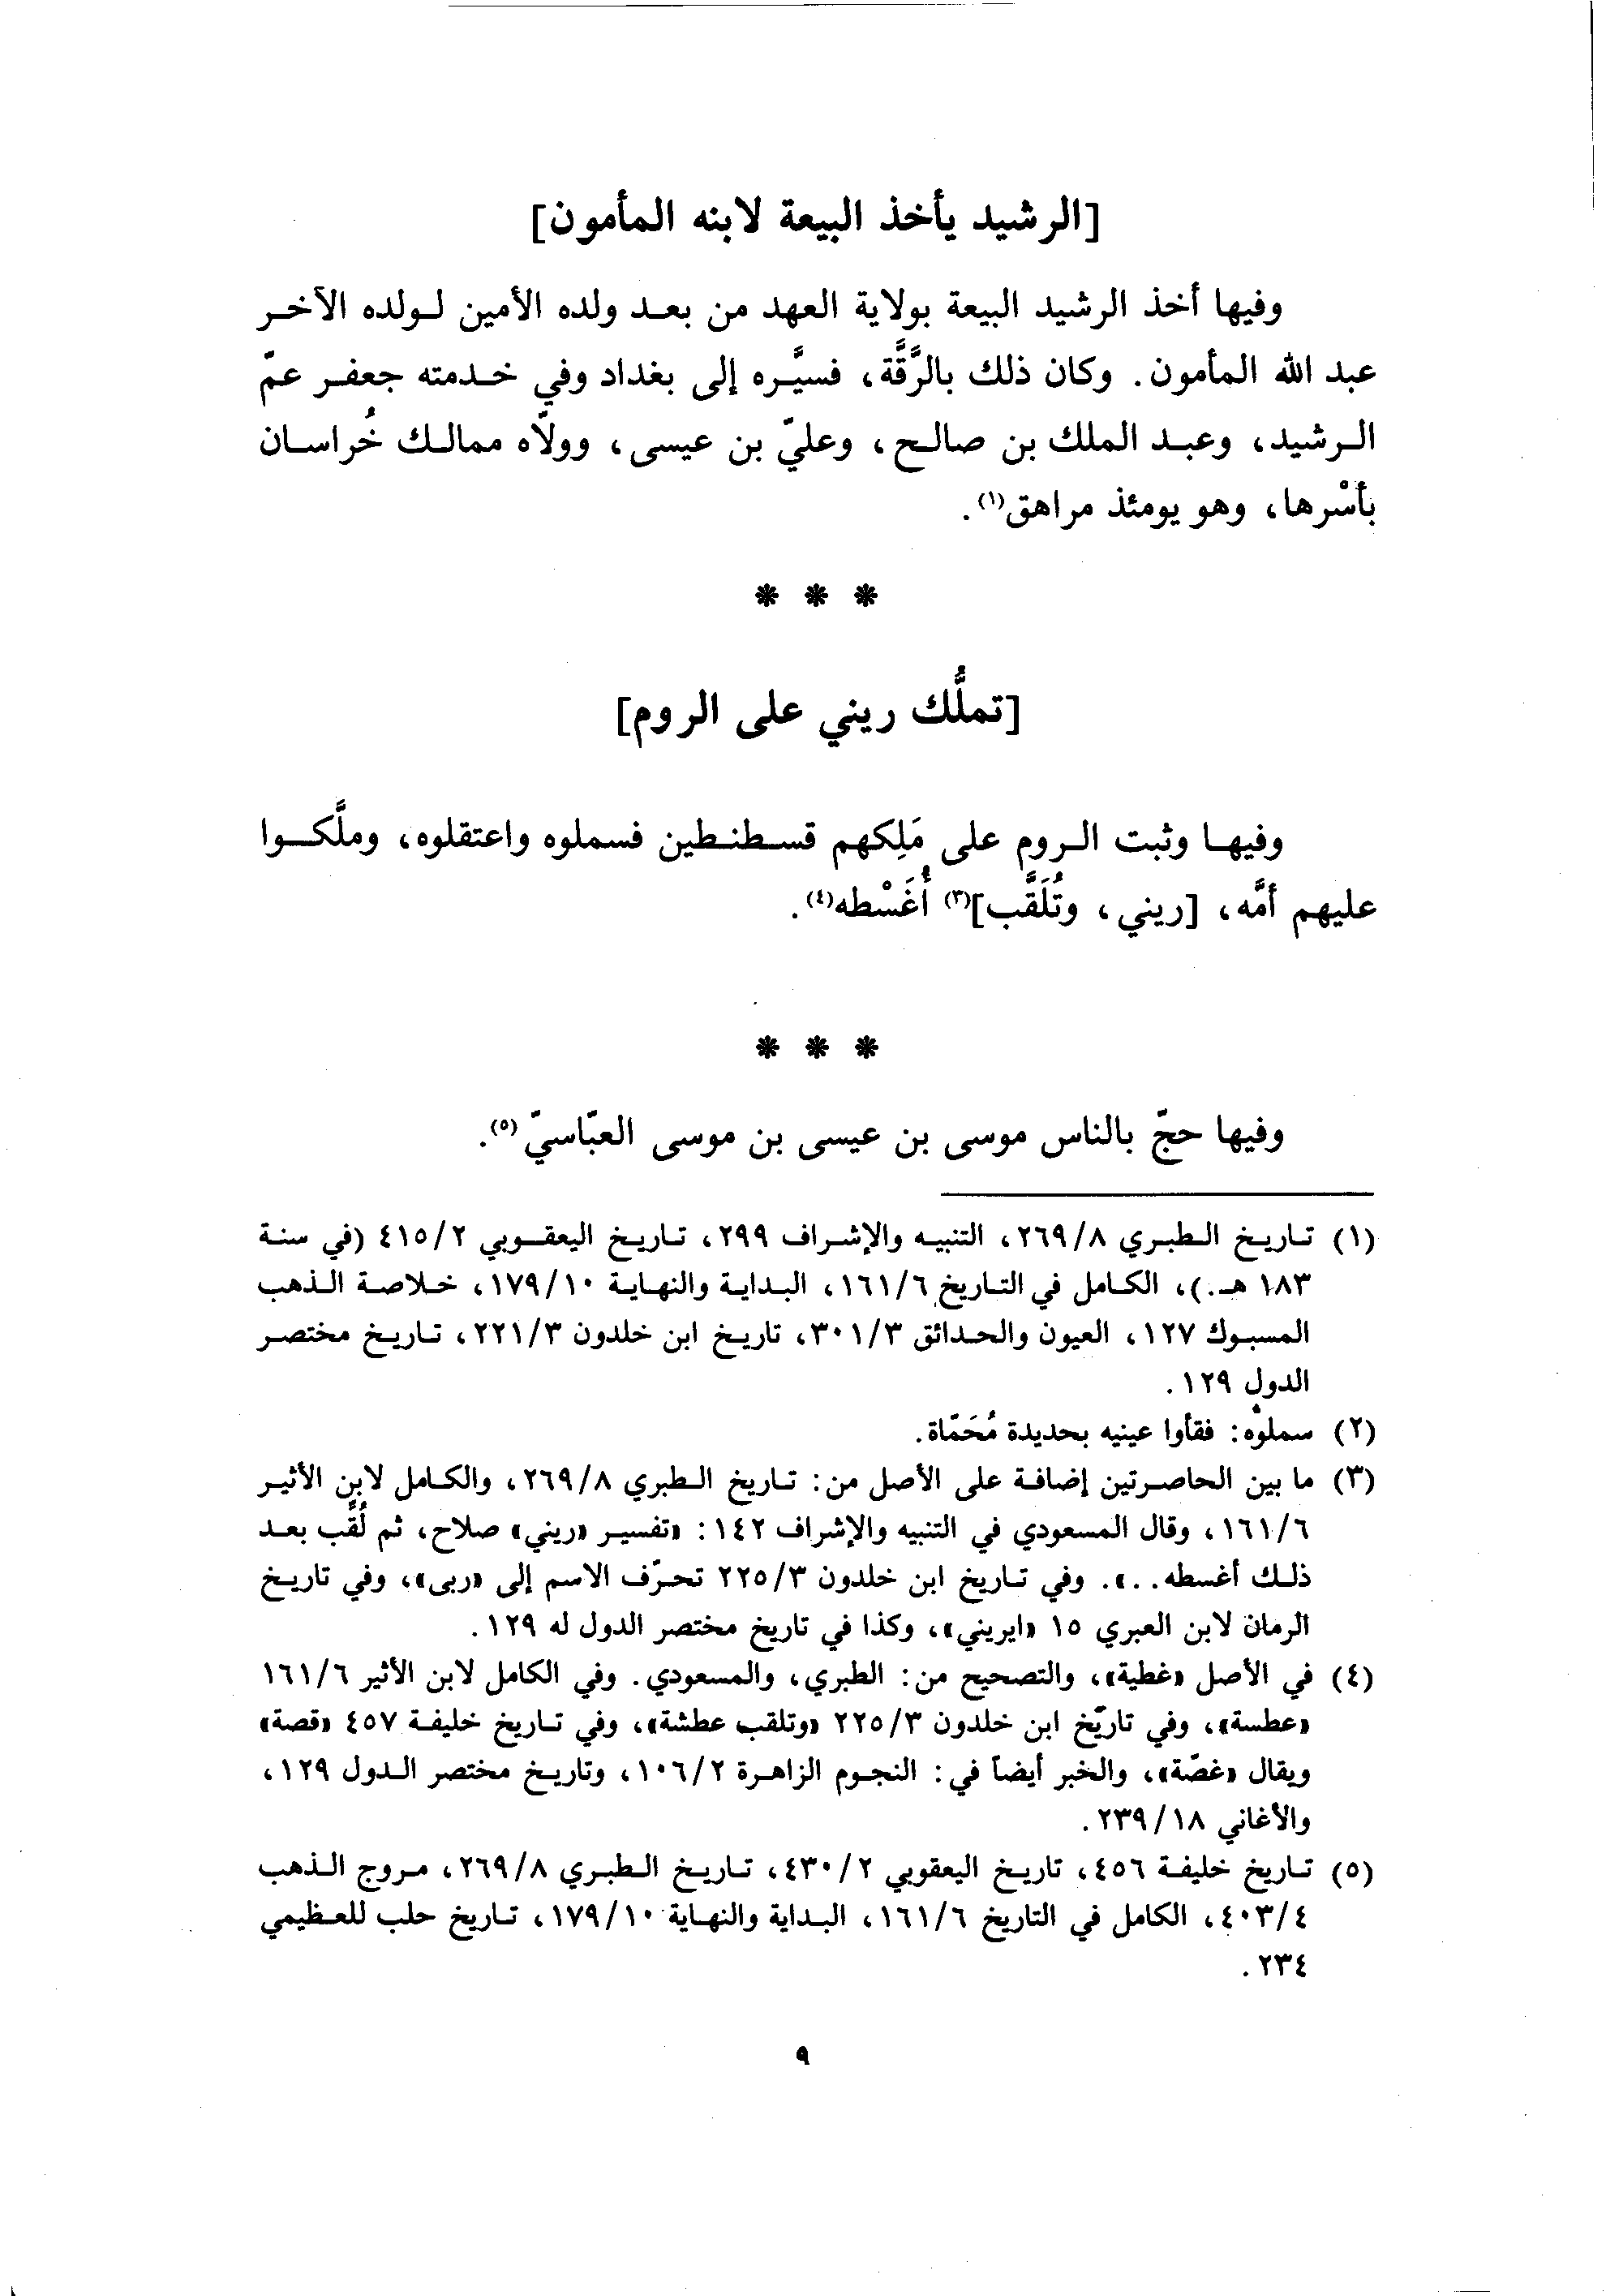 [الرشيد يأخذ البيعة لابنه المأمون]
وفيها أخذ الرشيد البيعة بولاية العهد من بعد ولده الأمين لولده الآخر
عبد الله المأمون. وكان ذلك بالرَّقَّة، فسيَّره إلى بغداد وفي خدمته جعفر عمّ
الرشيد، وعبد الملك بن صالح، وعليّ بن عيسى، وولّاه ممالك خُراسان
بأسْرها، وهو يومئذ مراهق(١).
* * *
[تملُّك ريني على الروم]
وفيها وثبت الروم على مَلِكهم قسطنطين فسملوه واعتقلوه، وملَّكوا
عليهم أمَّه، [ريني، وتُلَقَّب](٣) أُغَسْطه(٤).
* * *
وفيها حجّ بالناس موسى بن عيسى بن موسى العبّاسيّ(٥).
(١) تاريخ الطبري ٢٦٩/٨، التنبيه والإشراف ٢٩٩، تاريخ اليعقوبي ٤١٥/٢ (في سنة
١٨٣ هـ.)، الكامل في التاريخ ١٦١/٦، البداية والنهاية ١٧٩/١٠، خلاصة الذهب
المسبوك ١٢٧، العيون والحدائق ٣٠١/٣، تاريخ ابن خلدون ٢٢١/٣، تاريخ مختصر
الدول ١٢٩.
(٢) سملوه: فقأوا عينيه بحديدة مُحَمّاة.
(٣) ما بين الحاصرتين إضافة على الأصل من: تاريخ الطبري ٢٦٩/٨، والكامل لابن الأثير
١٦١/٦، وقال المسعودي في التنبيه والإشراف ١٤٢: «تفسير «ريني» صلاح، ثم لُقّب بعد
ذلك أغسطه..». وفي تاريخ ابن خلدون ٢٢٥/٣ تحرّف الاسم إلى «ربى»، وفي تاريخ
الزمان لابن العبري ١٥ «ايريني»، وكذا في تاريخ مختصر الدول له ١٢٩.
(٤) في الأصل «غطية»، والتصحيح من: الطبري، والمسعودي. وفي الكامل لابن الأثير ١٦١/٦
«عطسة»، وفي تاريخ ابن خلدون ٢٢٥/٣ «وتلقب عطشة»، وفي تاريخ خليفة ٤٥٧ «قصة»
ويقال «غصّة»، والخبر أيضاً في: النجوم الزاهرة ١٠٦/٢، وتاريخ مختصر الدول ١٢٩،
والأغاني ٢٣٩/١٨.
(٥) تاريخ خليفة ٤٥٦، تاريخ اليعقوبي ٤٣٠/٢، تاريخ الطبري ٢٦٩/٨، مروج الذهب
٤٠٣/٤، الكامل في التاريخ ١٦١/٦، البداية والنهاية ١٧٩/١٠، تاريخ حلب للعظيمي
٢٣٤.
٩